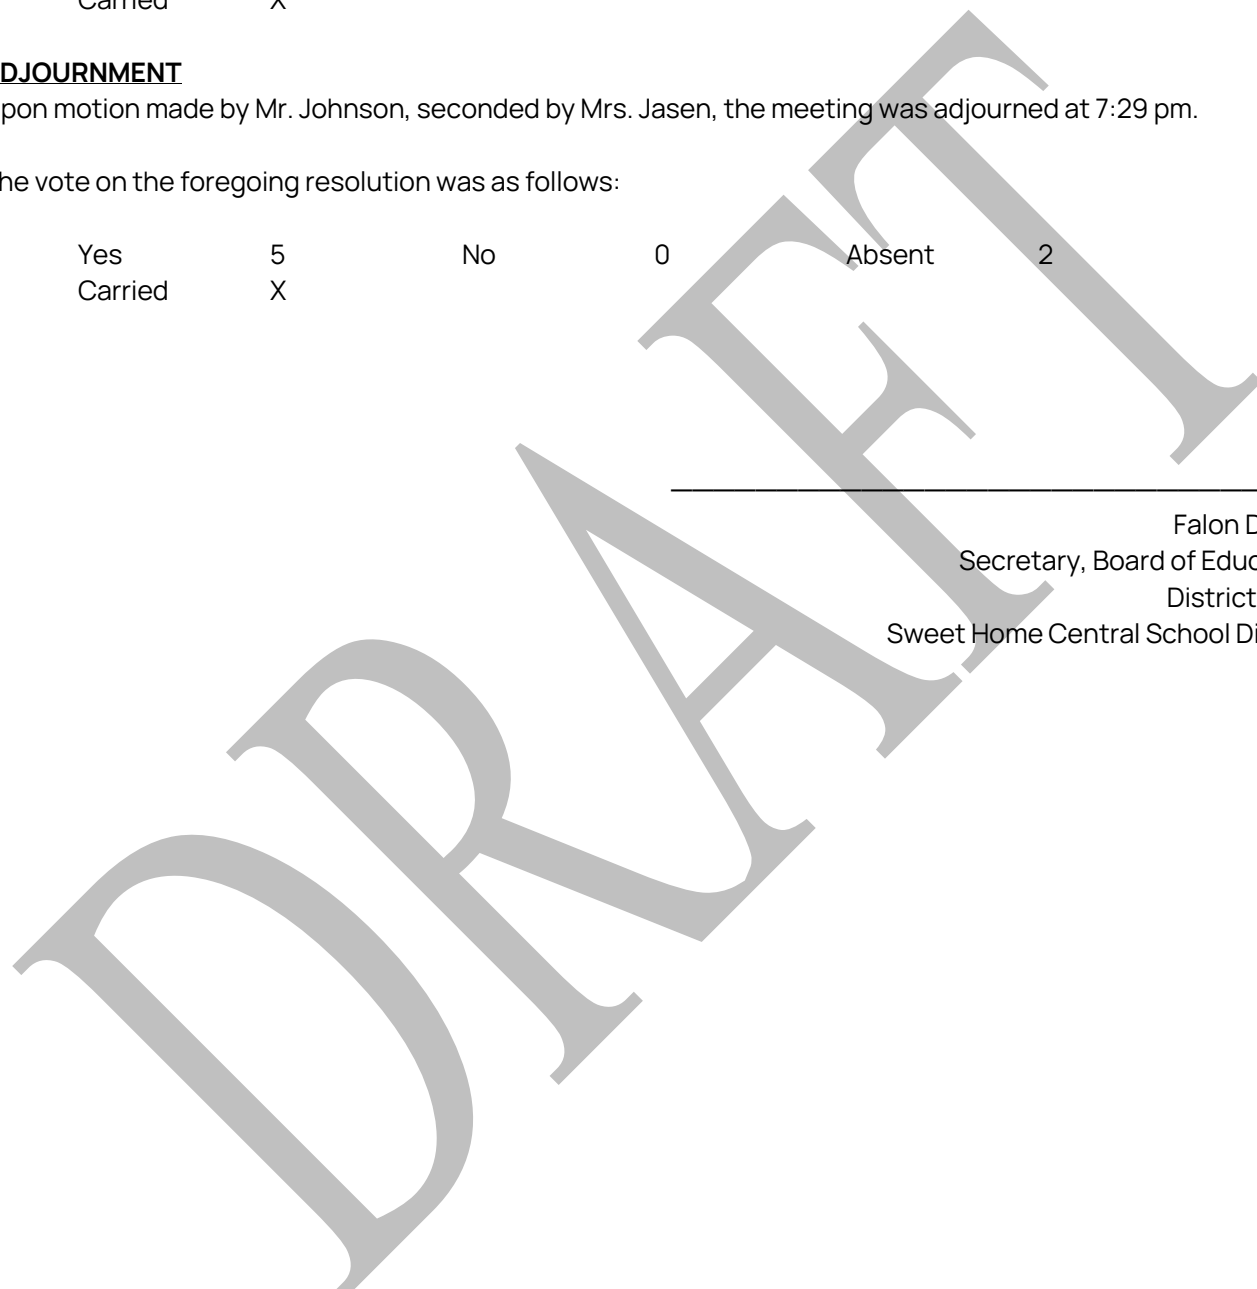 Carried X
DJOURNMENT
pon motion made by Mr. Johnson, seconded by Mrs. Jasen, the meeting was adjourned at 7:29 pm.
he vote on the foregoing resolution was as follows:
Yes 5 No 0 Absent 2
Carried X
Falon D
Secretary, Board of Educ
District
Sweet Home Central School Di
DRAFT